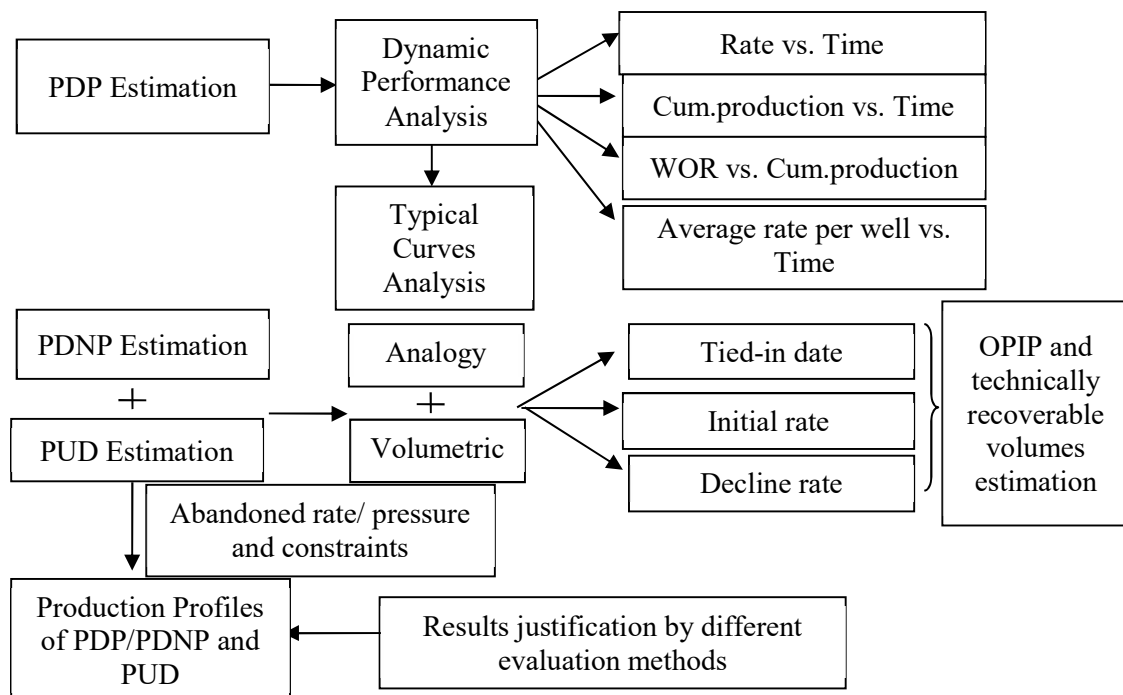 PDP Estimation
Dynamic
Performance
Analysis
Rate vs. Time
Cum.production vs. Time
WOR vs. Cum.production
Average rate per well vs.
Time
Typical
Curves
Analysis
PDNP Estimation
+
PUD Estimation
Analogy
+
Volumetric
Tied-in date
Initial rate
Decline rate
OPIP and
technically
recoverable
volumes
estimation
Abandoned rate/ pressure
and constraints
Production Profiles
of PDP/PDNP and
PUD
Results justification by different
evaluation methods